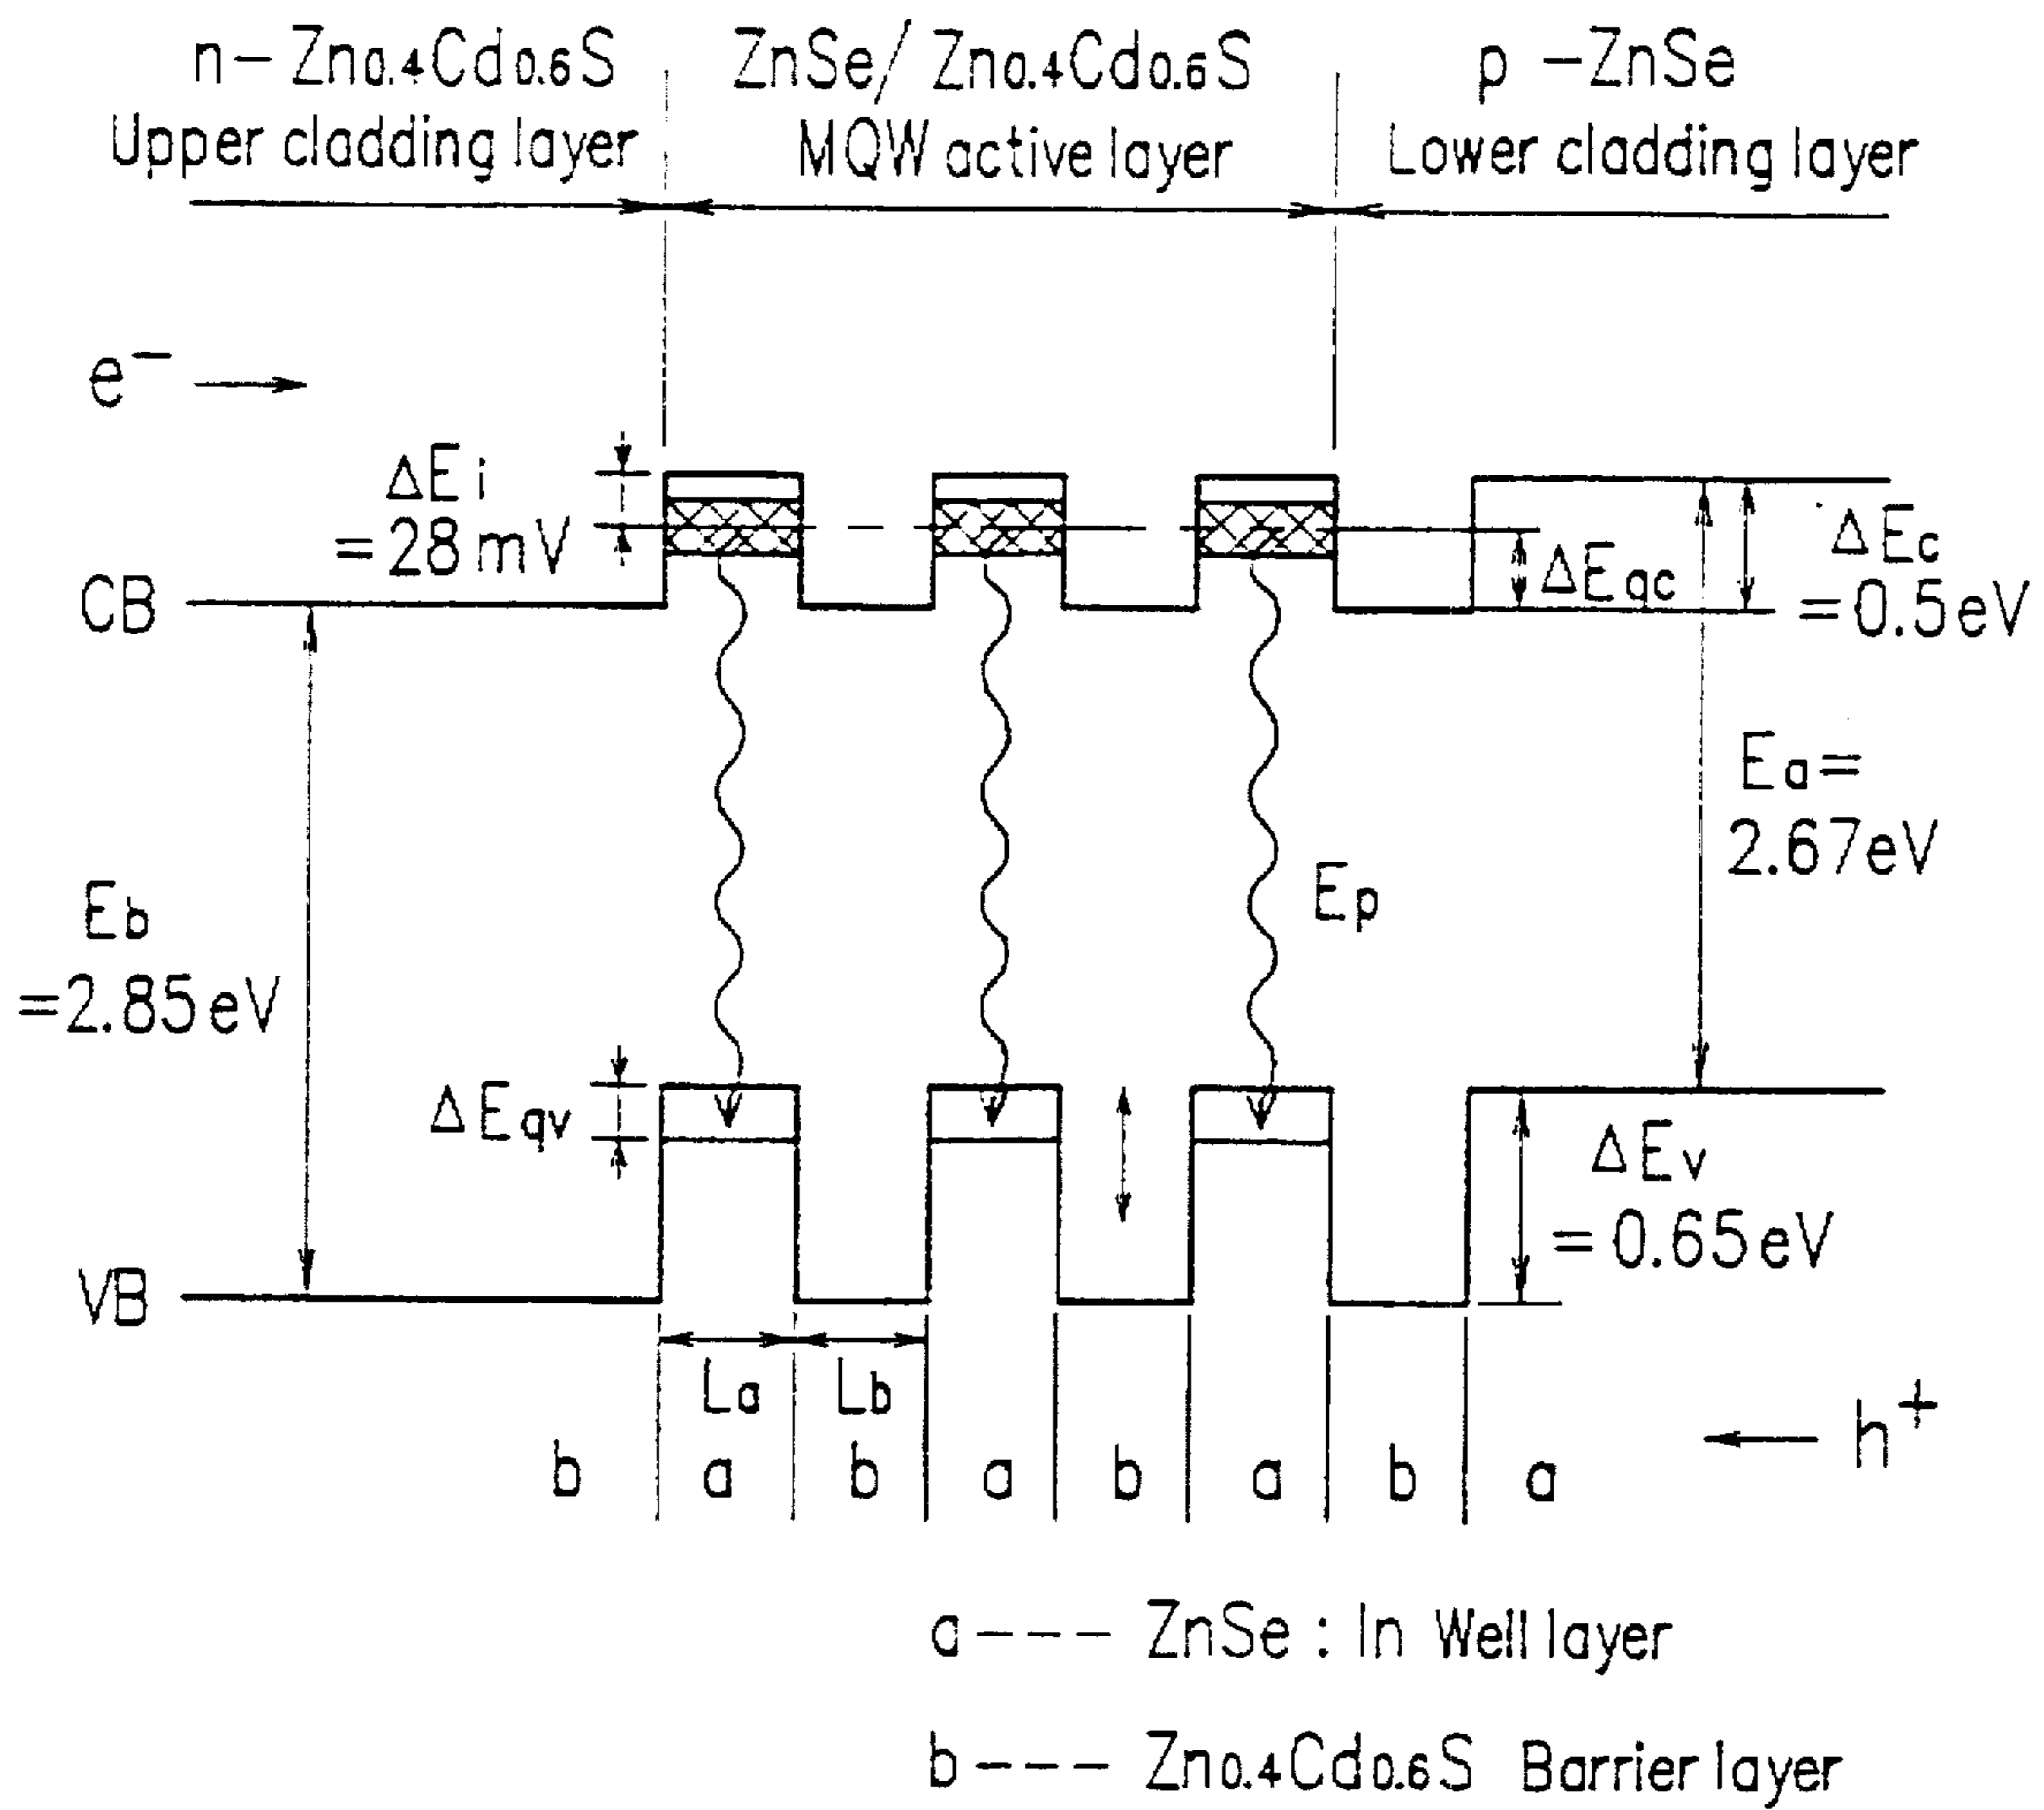 n-Zn0.4Cd0.6S
Upper cladding layer
ZnSe/Zn0.4Cd0.6S
MQW active layer
p-ZnSe
Lower cladding layer
e−
ΔEi
=28mV
CB
ΔEqc
ΔEc
=0.5eV
Ea=
2.67eV
Eb
=2.85eV
Ep
ΔEqv
ΔEv
=0.65eV
VB
La
Lb
h+
b a b a b a b a
a --- ZnSe : In Well layer
b --- Zn0.4Cd0.6S Barrier layer